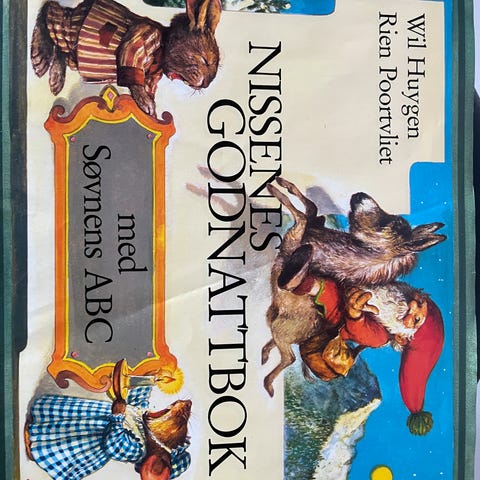 Wil Huygen
Rien Poortvliet
NISSENES
GODNATTBOK
med
Søvnens ABC